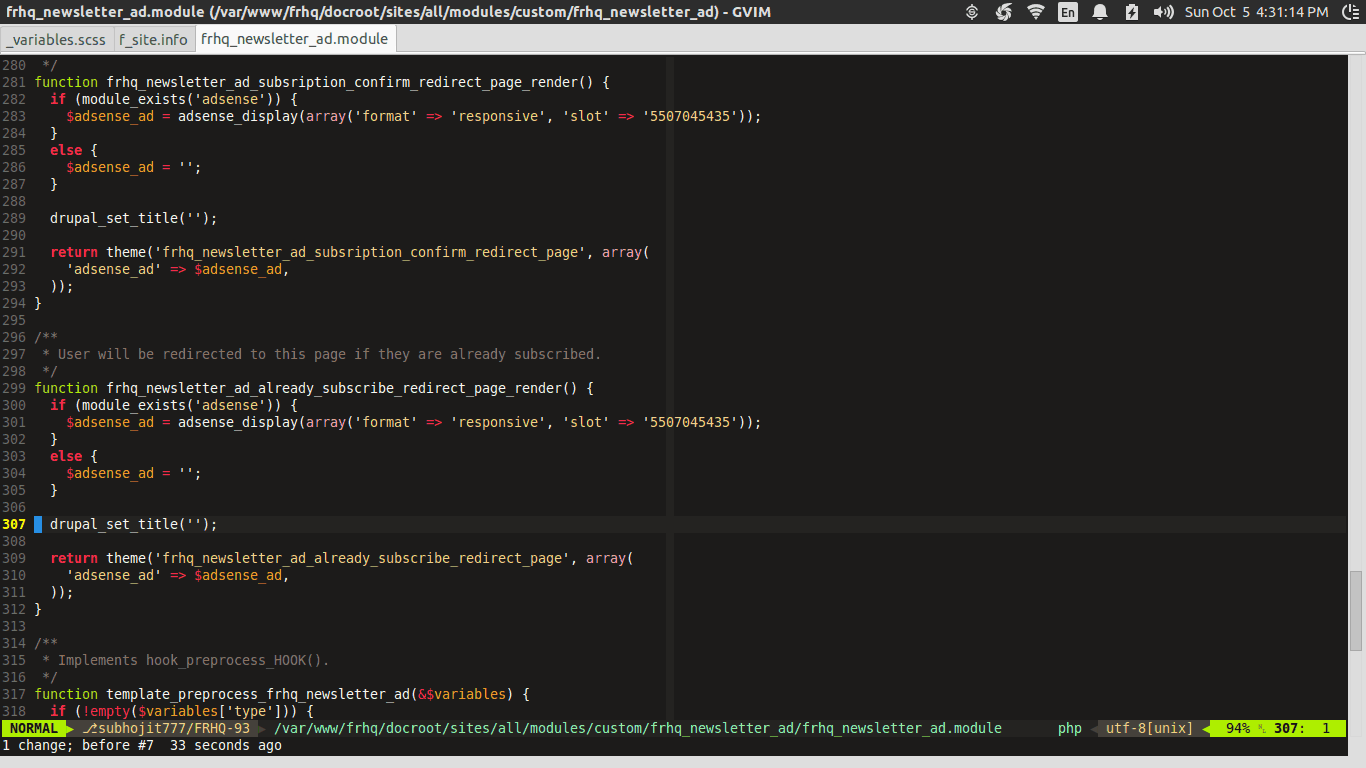 frhq_newsletter_ad.module (/var/www/frhq/docroot/sites/all/modules/custom/frhq_newsletter_ad) - GVIM En Sun Oct 5 4:31:14 PM
_variables.scss f_site.info frhq_newsletter_ad.module
280  */
281 function frhq_newsletter_ad_subsription_confirm_redirect_page_render() {
282   if (module_exists('adsense')) {
283     $adsense_ad = adsense_display(array('format' => 'responsive', 'slot' => '5507045435'));
284   }
285   else {
286     $adsense_ad = '';
287   }
288
289   drupal_set_title('');
290
291   return theme('frhq_newsletter_ad_subsription_confirm_redirect_page', array(
292     'adsense_ad' => $adsense_ad,
293   ));
294 }
295
296 /**
297  * User will be redirected to this page if they are already subscribed.
298  */
299 function frhq_newsletter_ad_already_subscribe_redirect_page_render() {
300   if (module_exists('adsense')) {
301     $adsense_ad = adsense_display(array('format' => 'responsive', 'slot' => '5507045435'));
302   }
303   else {
304     $adsense_ad = '';
305   }
306
307   drupal_set_title('');
308
309   return theme('frhq_newsletter_ad_already_subscribe_redirect_page', array(
310     'adsense_ad' => $adsense_ad,
311   ));
312 }
313
314 /**
315  * Implements hook_preprocess_HOOK().
316  */
317 function template_preprocess_frhq_newsletter_ad(&$variables) {
318   if (!empty($variables['type'])) {
NORMAL ⎇subhojit777/FRHQ-93 /var/www/frhq/docroot/sites/all/modules/custom/frhq_newsletter_ad/frhq_newsletter_ad.module php utf-8[unix] 94% ␤ 307: 1
1 change; before #7  33 seconds ago